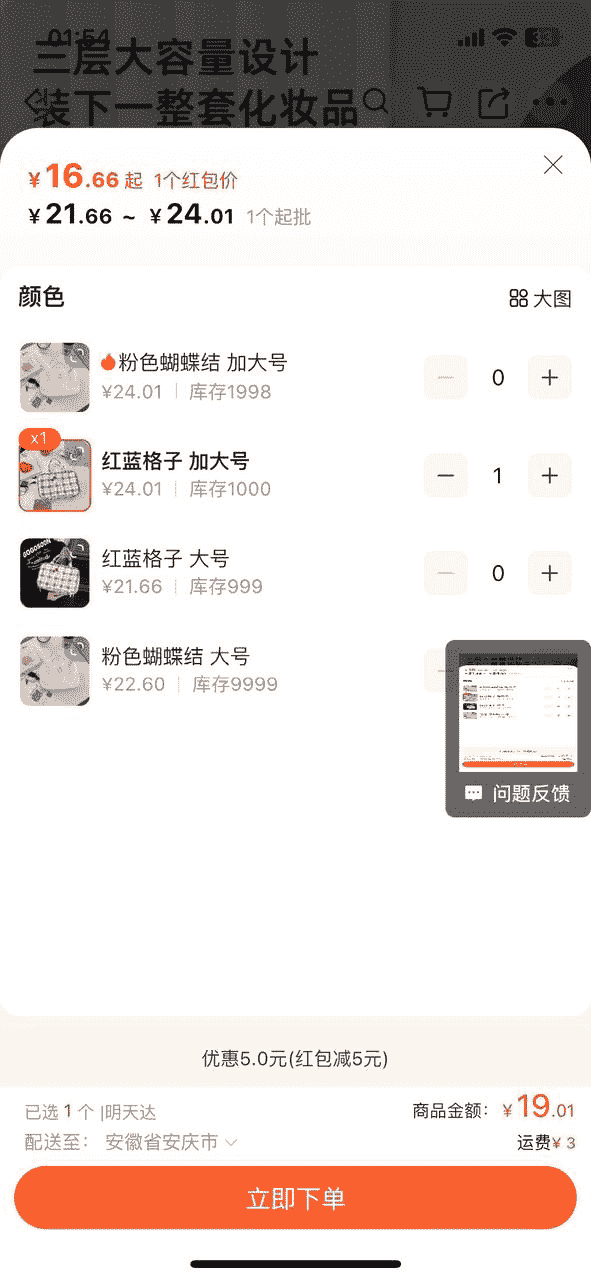 01:54
三层大容量设计
装下一整套化妆品
¥16.66起 1个红包价
¥21.66 ~ ¥24.01 1个起批
颜色
大图
粉色蝴蝶结 加大号
¥24.01 库存1998
0
x1
红蓝格子 加大号
¥24.01 库存1000
1
红蓝格子 大号
¥21.66 库存999
0
粉色蝴蝶结 大号
¥22.60 库存9999
问题反馈
优惠5.0元(红包减5元)
已选 1 个 |明天达
商品金额: ¥19.01
配送至: 安徽省安庆市
运费¥ 3
立即下单